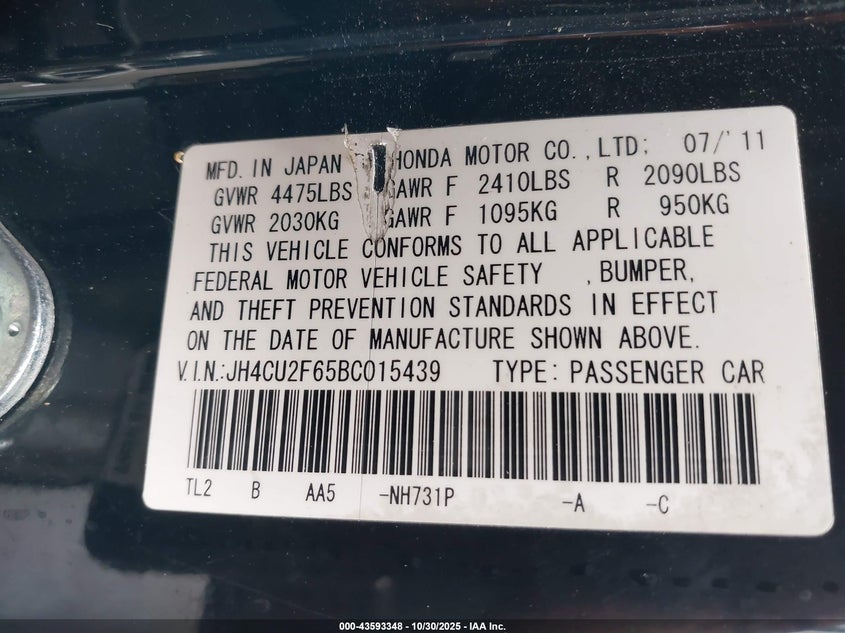 MFD. IN JAPAN HONDA MOTOR CO.,LTD; 07/'11
GVWR 4475LBS GAWR F 2410LBS R 2090LBS
GVWR 2030KG GAWR F 1095KG R 950KG
THIS VEHICLE CONFORMS TO ALL APPLICABLE
FEDERAL MOTOR VEHICLE SAFETY , BUMPER,
AND THEFT PREVENTION STANDARDS IN EFFECT
ON THE DATE OF MANUFACTURE SHOWN ABOVE.
V.I.N.:JH4CU2F65BC015439 TYPE: PASSENGER CAR
TL2 B AA5 -NH731P -A -C
000-43593348 - 10/30/2025 - IAA Inc.